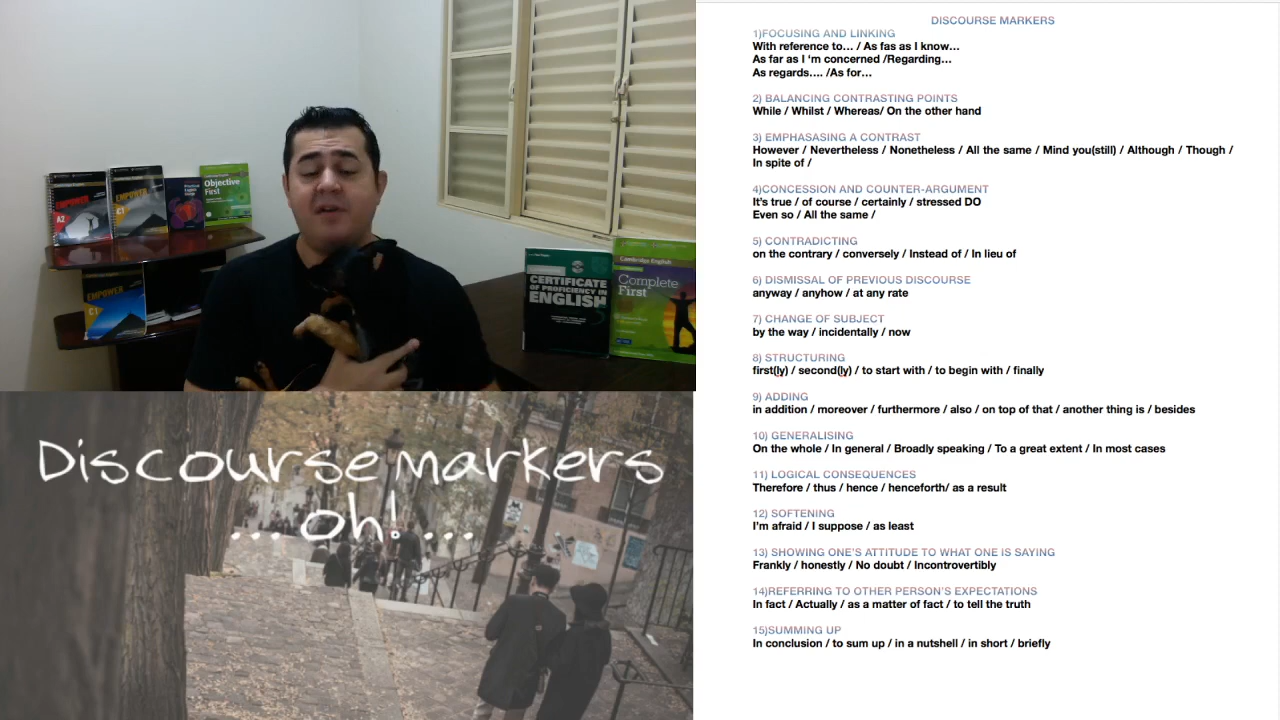 EMPOWER
A2
EMPOWER
C1
Objective
First
EMPOWER
C1
CERTIFICATE
OF PROFICIENCY IN
ENGLISH
Cambridge English
Complete
First
Discourse markers
... oh! ...
DISCOURSE MARKERS
1)FOCUSING AND LINKING
With reference to… / As fas as I know…
As far as I 'm concerned /Regarding…
As regards…. /As for…
2) BALANCING CONTRASTING POINTS
While / Whilst / Whereas/ On the other hand
3) EMPHASASING A CONTRAST
However / Nevertheless / Nonetheless / All the same / Mind you(still) / Although / Though /
In spite of /
4)CONCESSION AND COUNTER-ARGUMENT
It's true / of course / certainly / stressed DO
Even so / All the same /
5) CONTRADICTING
on the contrary / conversely / Instead of / In lieu of
6) DISMISSAL OF PREVIOUS DISCOURSE
anyway / anyhow / at any rate
7) CHANGE OF SUBJECT
by the way / incidentally / now
8) STRUCTURING
first(ly) / second(ly) / to start with / to begin with / finally
9) ADDING
in addition / moreover / furthermore / also / on top of that / another thing is / besides
10) GENERALISING
On the whole / In general / Broadly speaking / To a great extent / In most cases
11) LOGICAL CONSEQUENCES
Therefore / thus / hence / henceforth/ as a result
12) SOFTENING
I'm afraid / I suppose / as least
13) SHOWING ONE'S ATTITUDE TO WHAT ONE IS SAYING
Frankly / honestly / No doubt / Incontrovertibly
14)REFERRING TO OTHER PERSON'S EXPECTATIONS
In fact / Actually / as a matter of fact / to tell the truth
15)SUMMING UP
In conclusion / to sum up / in a nutshell / in short / briefly